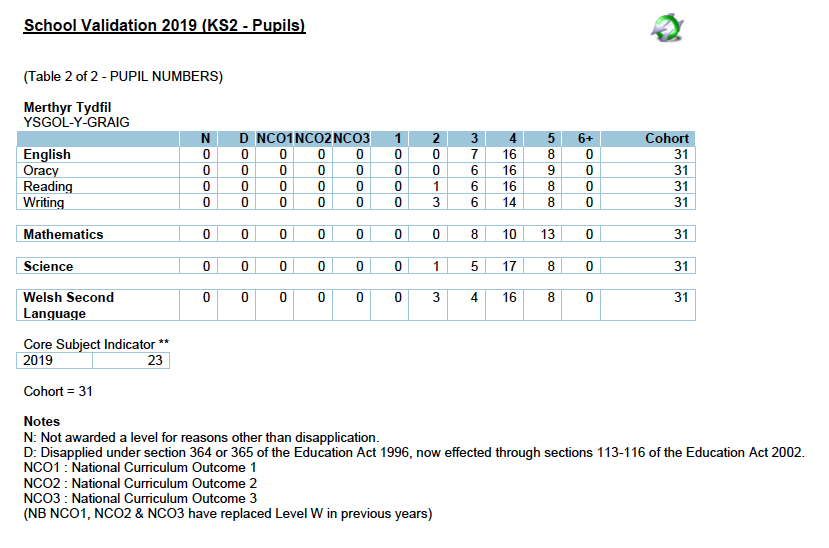 School Validation 2019 (KS2 - Pupils)
(Table 2 of 2 - PUPIL NUMBERS)
Merthyr Tydfil
YSGOL-Y-GRAIG
N D NCO1 NCO2 NCO3 1 2 3 4 5 6+ Cohort
English 0 0 0 0 0 0 0 7 16 8 0 31
Oracy 0 0 0 0 0 0 0 6 16 9 0 31
Reading 0 0 0 0 0 0 1 6 16 8 0 31
Writing 0 0 0 0 0 0 3 6 14 8 0 31
Mathematics 0 0 0 0 0 0 0 8 10 13 0 31
Science 0 0 0 0 0 0 1 5 17 8 0 31
Welsh Second 0 0 0 0 0 0 3 4 16 8 0 31
Language
Core Subject Indicator **
2019 23
Cohort = 31
Notes
N: Not awarded a level for reasons other than disapplication.
D: Disapplied under section 364 or 365 of the Education Act 1996, now effected through sections 113-116 of the Education Act 2002.
NCO1 : National Curriculum Outcome 1
NCO2 : National Curriculum Outcome 2
NCO3 : National Curriculum Outcome 3
(NB NCO1, NCO2 & NCO3 have replaced Level W in previous years)